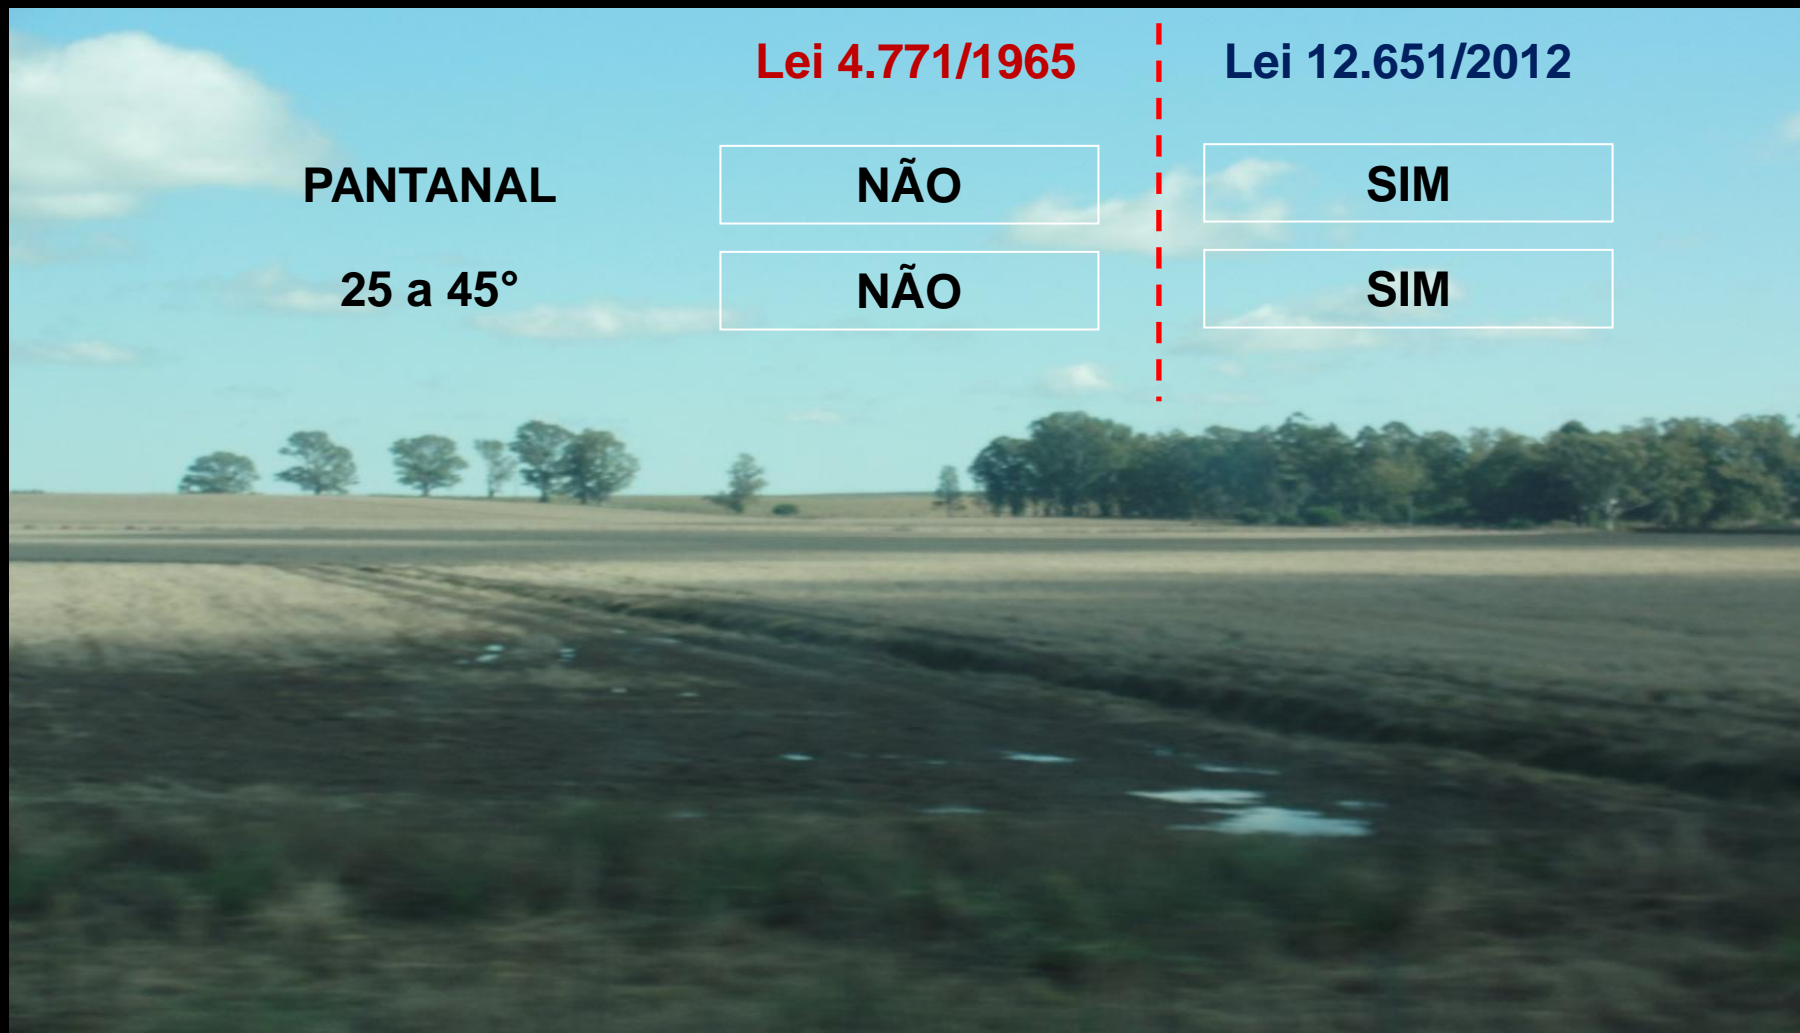 Lei 4.771/1965 Lei 12.651/2012
PANTANAL NÃO SIM
25 a 45° NÃO SIM